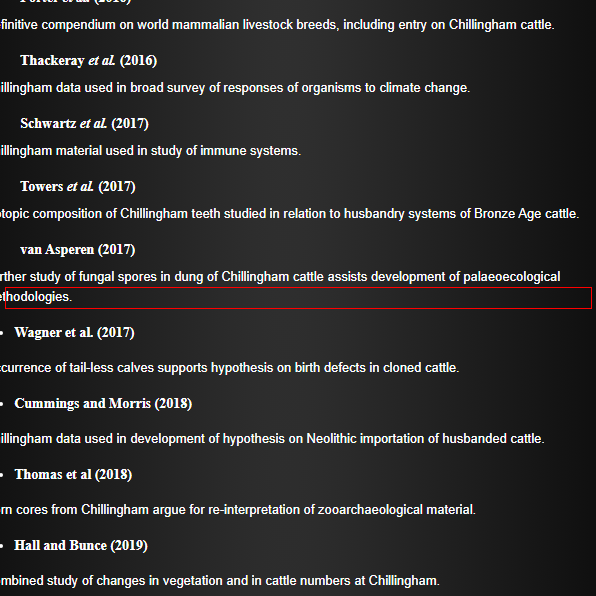 finitive compendium on world mammalian livestock breeds, including entry on Chillingham cattle.
Thackeray et al. (2016)
illingham data used in broad survey of responses of organisms to climate change.
Schwartz et al. (2017)
illingham material used in study of immune systems.
Towers et al. (2017)
otopic composition of Chillingham teeth studied in relation to husbandry systems of Bronze Age cattle.
van Asperen (2017)
rther study of fungal spores in dung of Chillingham cattle assists development of palaeoecological
ethodologies.
• Wagner et al. (2017)
currence of tail-less calves supports hypothesis on birth defects in cloned cattle.
• Cummings and Morris (2018)
illingham data used in development of hypothesis on Neolithic importation of husbanded cattle.
• Thomas et al (2018)
rn cores from Chillingham argue for re-interpretation of zooarchaeological material.
• Hall and Bunce (2019)
mbined study of changes in vegetation and in cattle numbers at Chillingham.